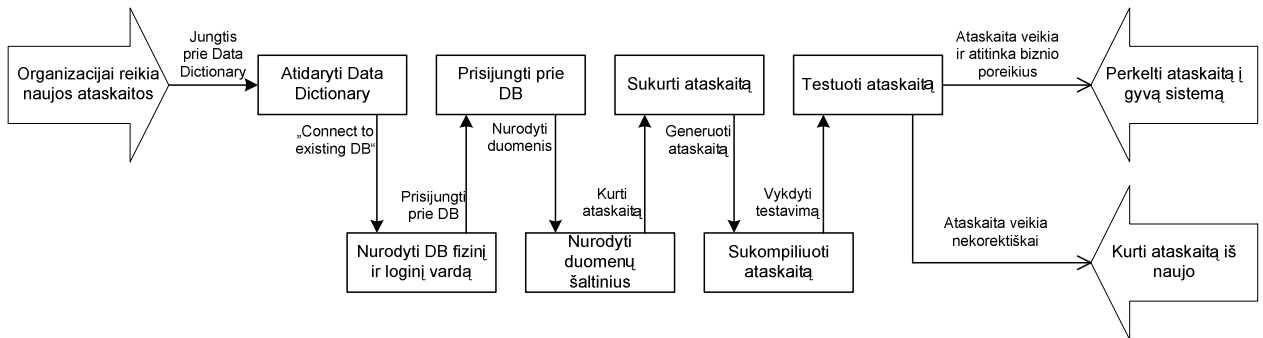 Organizacijai reikia
naujos ataskaitos
Jungtis
prie Data
Dictionary
Atidaryti Data
Dictionary
„Connect to
existing DB“
Nurodyti DB fizinį
ir loginį vardą
Prisijungti
prie DB
Prisijungti prie
DB
Nurodyti
duomenis
Nurodyti
duomenų
šaltinius
Kurti
ataskaitą
Sukurti ataskaitą
Generuoti
ataskaitą
Sukompiliuoti
ataskaitą
Vykdyti
testavimą
Testuoti ataskaitą
Ataskaita veikia
ir atitinka biznio
poreikius
Perkelti ataskaitą į
gyvą sistemą
Ataskaita veikia
nekorektiškai
Kurti ataskaitą iš
naujo